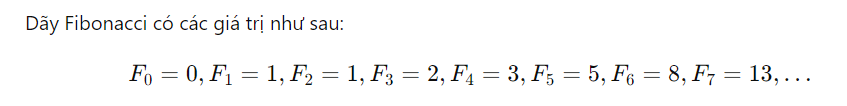 Dãy Fibonacci có các giá trị như sau:
F₀ = 0, F₁ = 1, F₂ = 1, F₃ = 2, F₄ = 3, F₅ = 5, F₆ = 8, F₇ = 13, . . .